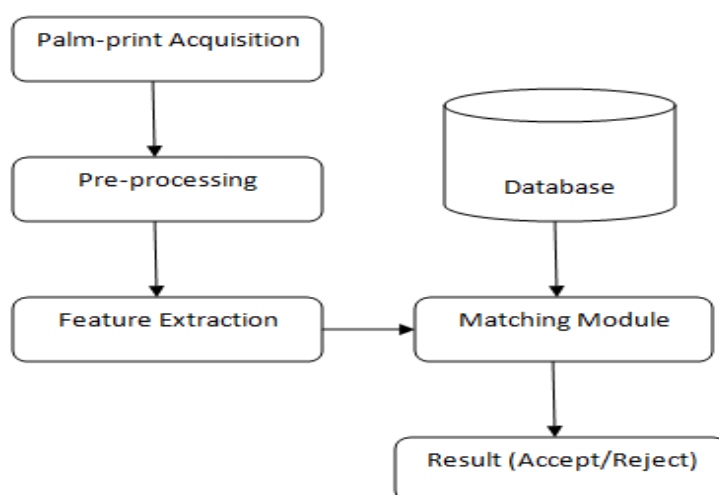 Palm-print Acquisition
Pre-processing
Database
Feature Extraction
Matching Module
Result (Accept/Reject)